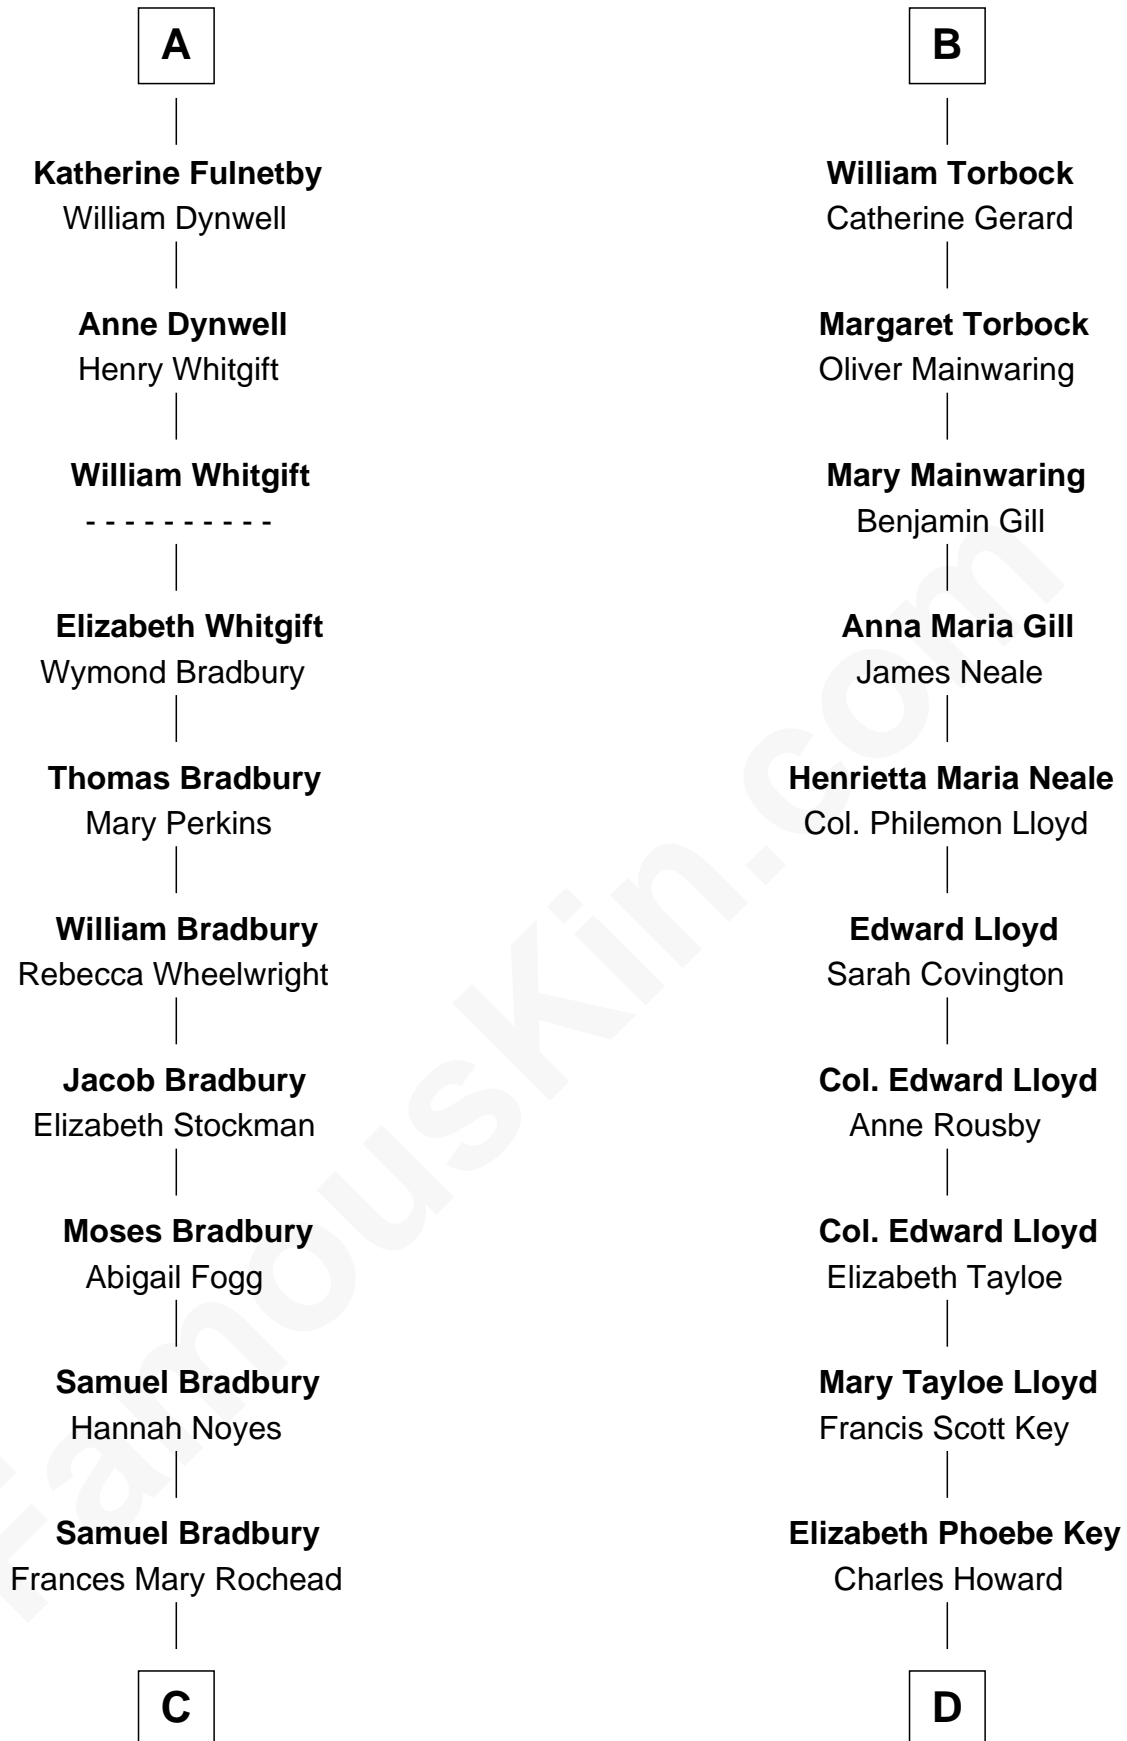 A
Katherine Fulnetby
William Dynwell
Anne Dynwell
Henry Whitgift
William Whitgift
- - - - - - - - - -
Elizabeth Whitgift
Wymond Bradbury
Thomas Bradbury
Mary Perkins
William Bradbury
Rebecca Wheelwright
Jacob Bradbury
Elizabeth Stockman
Moses Bradbury
Abigail Fogg
Samuel Bradbury
Hannah Noyes
Samuel Bradbury
Frances Mary Rochead
C
B
William Torbock
Catherine Gerard
Margaret Torbock
Oliver Mainwaring
Mary Mainwaring
Benjamin Gill
Anna Maria Gill
James Neale
Henrietta Maria Neale
Col. Philemon Lloyd
Edward Lloyd
Sarah Covington
Col. Edward Lloyd
Anne Rousby
Col. Edward Lloyd
Elizabeth Tayloe
Mary Tayloe Lloyd
Francis Scott Key
Elizabeth Phoebe Key
Charles Howard
D
FamousKin.com